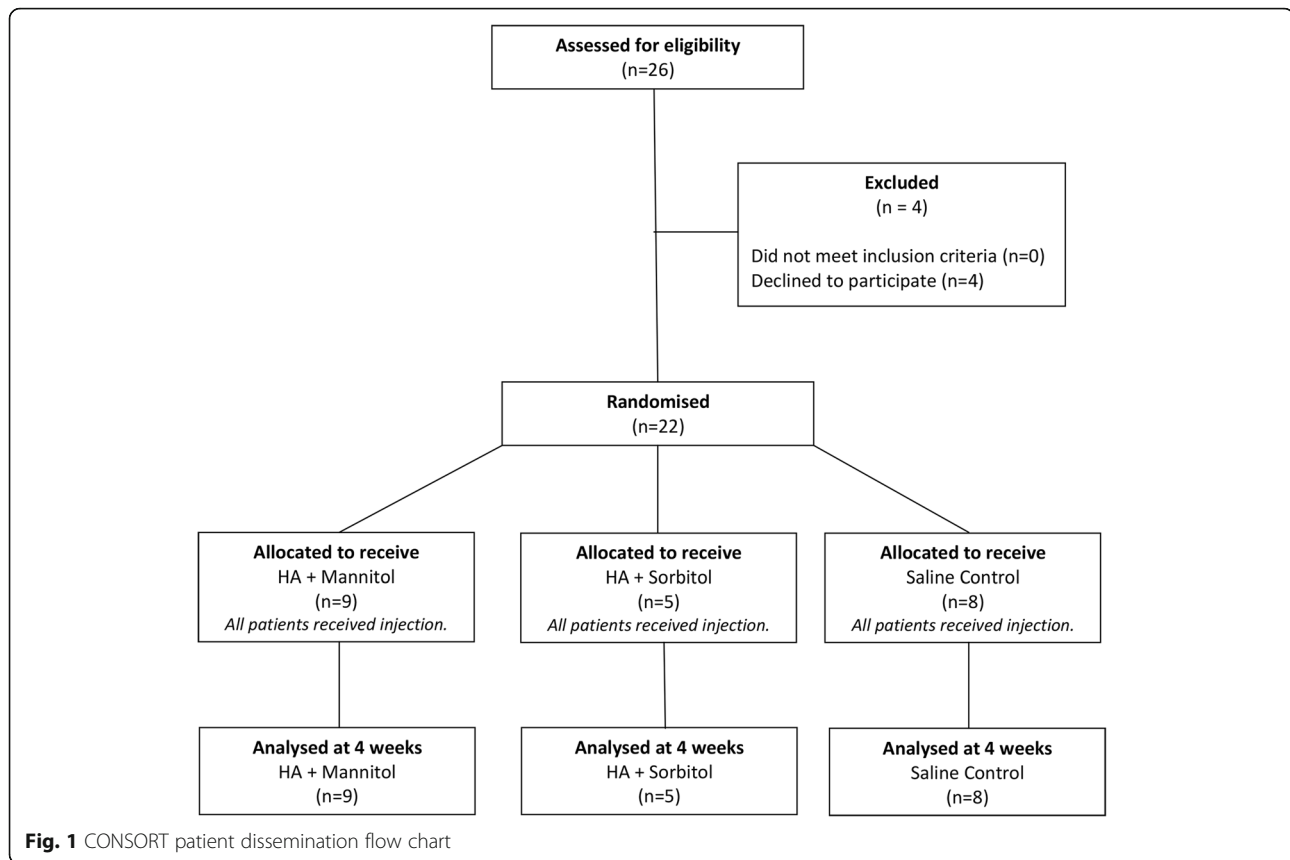 Assessed for eligibility
(n=26)
Excluded
(n = 4)
Did not meet inclusion criteria (n=0)
Declined to participate (n=4)
Randomised
(n=22)
Allocated to receive
HA + Mannitol
(n=9)
All patients received injection.
Allocated to receive
HA + Sorbitol
(n=5)
All patients received injection.
Allocated to receive
Saline Control
(n=8)
All patients received injection.
Analysed at 4 weeks
HA + Mannitol
(n=9)
Analysed at 4 weeks
HA + Sorbitol
(n=5)
Analysed at 4 weeks
Saline Control
(n=8)
Fig. 1 CONSORT patient dissemination flow chart